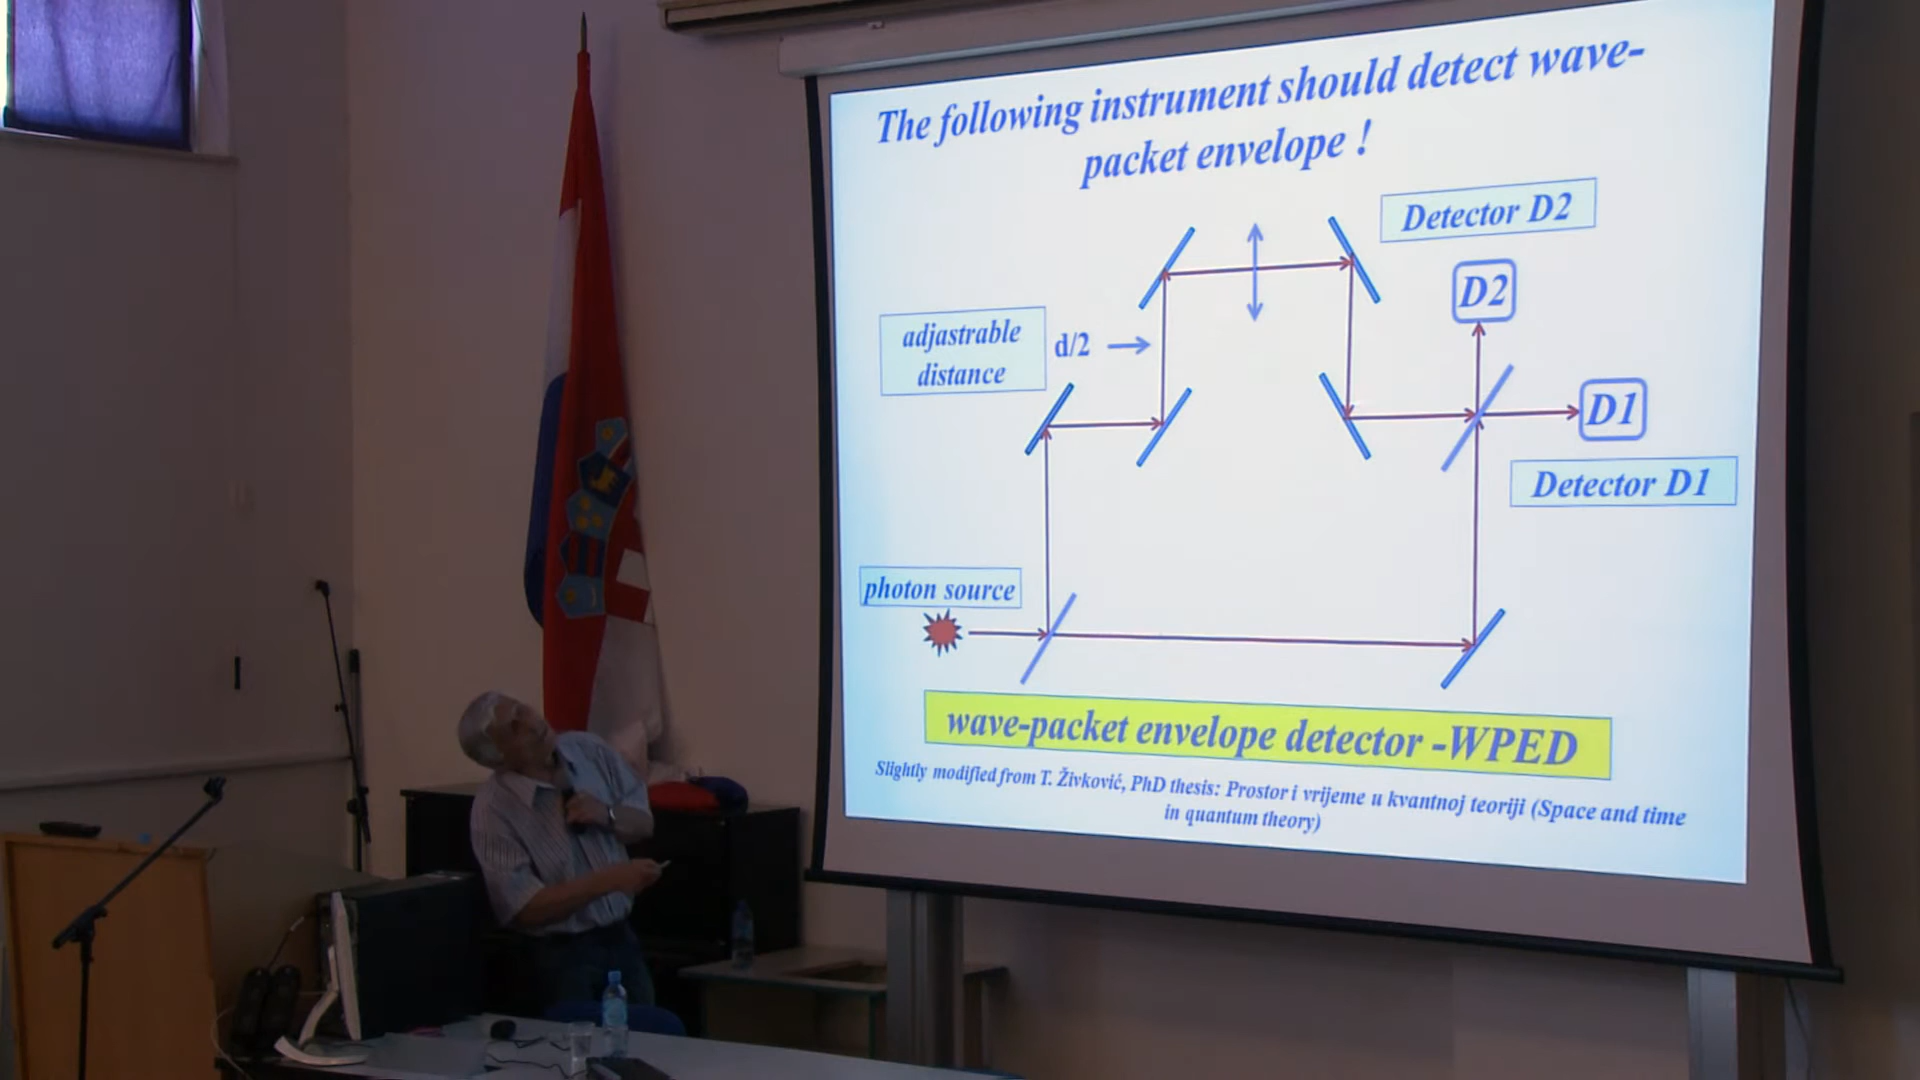 The following instrument should detect wave-
packet envelope !
Detector D2
D2
adjastrable
distance
d/2
D1
Detector D1
photon source
wave-packet envelope detector -WPED
Slightly modified from T. Živković, PhD thesis: Prostor i vrijeme u kvantnoj teoriji (Space and time
in quantum theory)